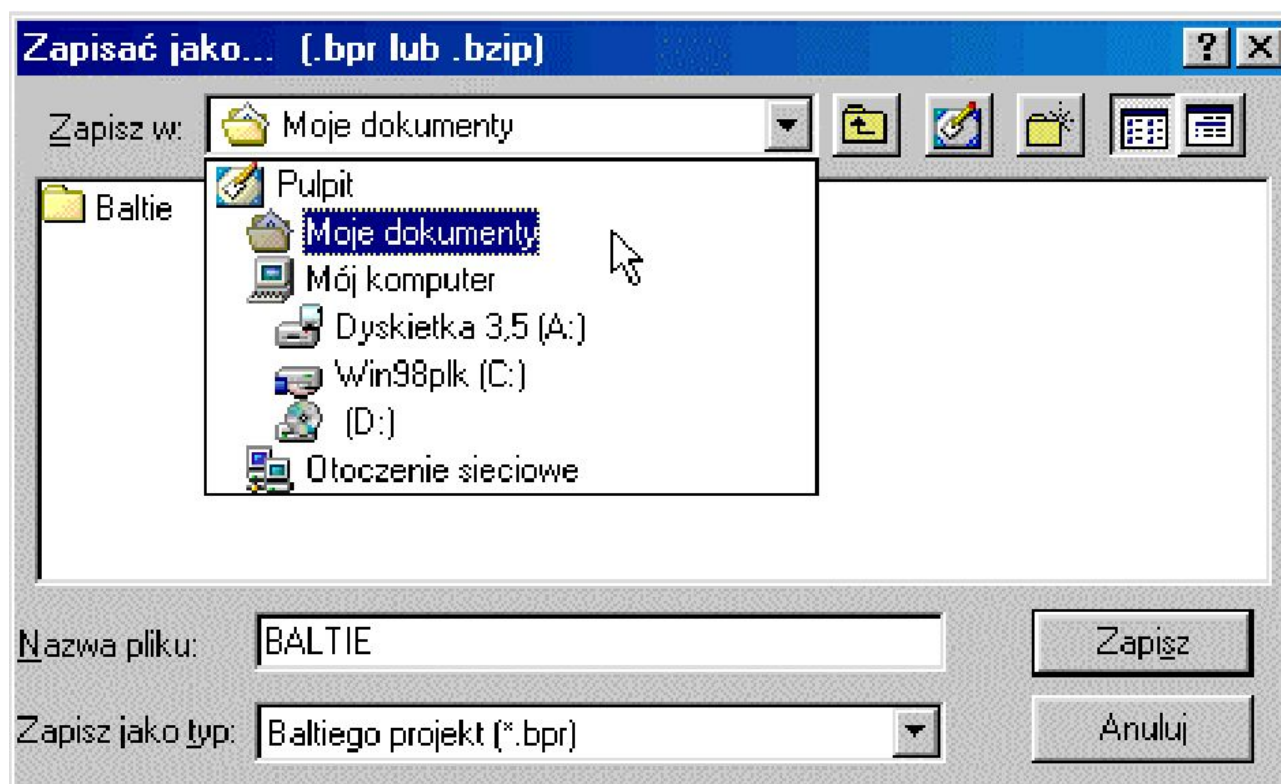 Zapisać jako... (.bpr lub .bzip)
Zapisz w: Moje dokumenty
Pulpit
Baltie
Moje dokumenty
Mój komputer
Dyskietka 3,5 (A:)
Win98plk (C:)
(D:)
Otoczenie sieciowe
Nazwa pliku: BALTIE
Zapisz
Zapisz jako typ: Baltiego projekt (*.bpr)
Anuluj